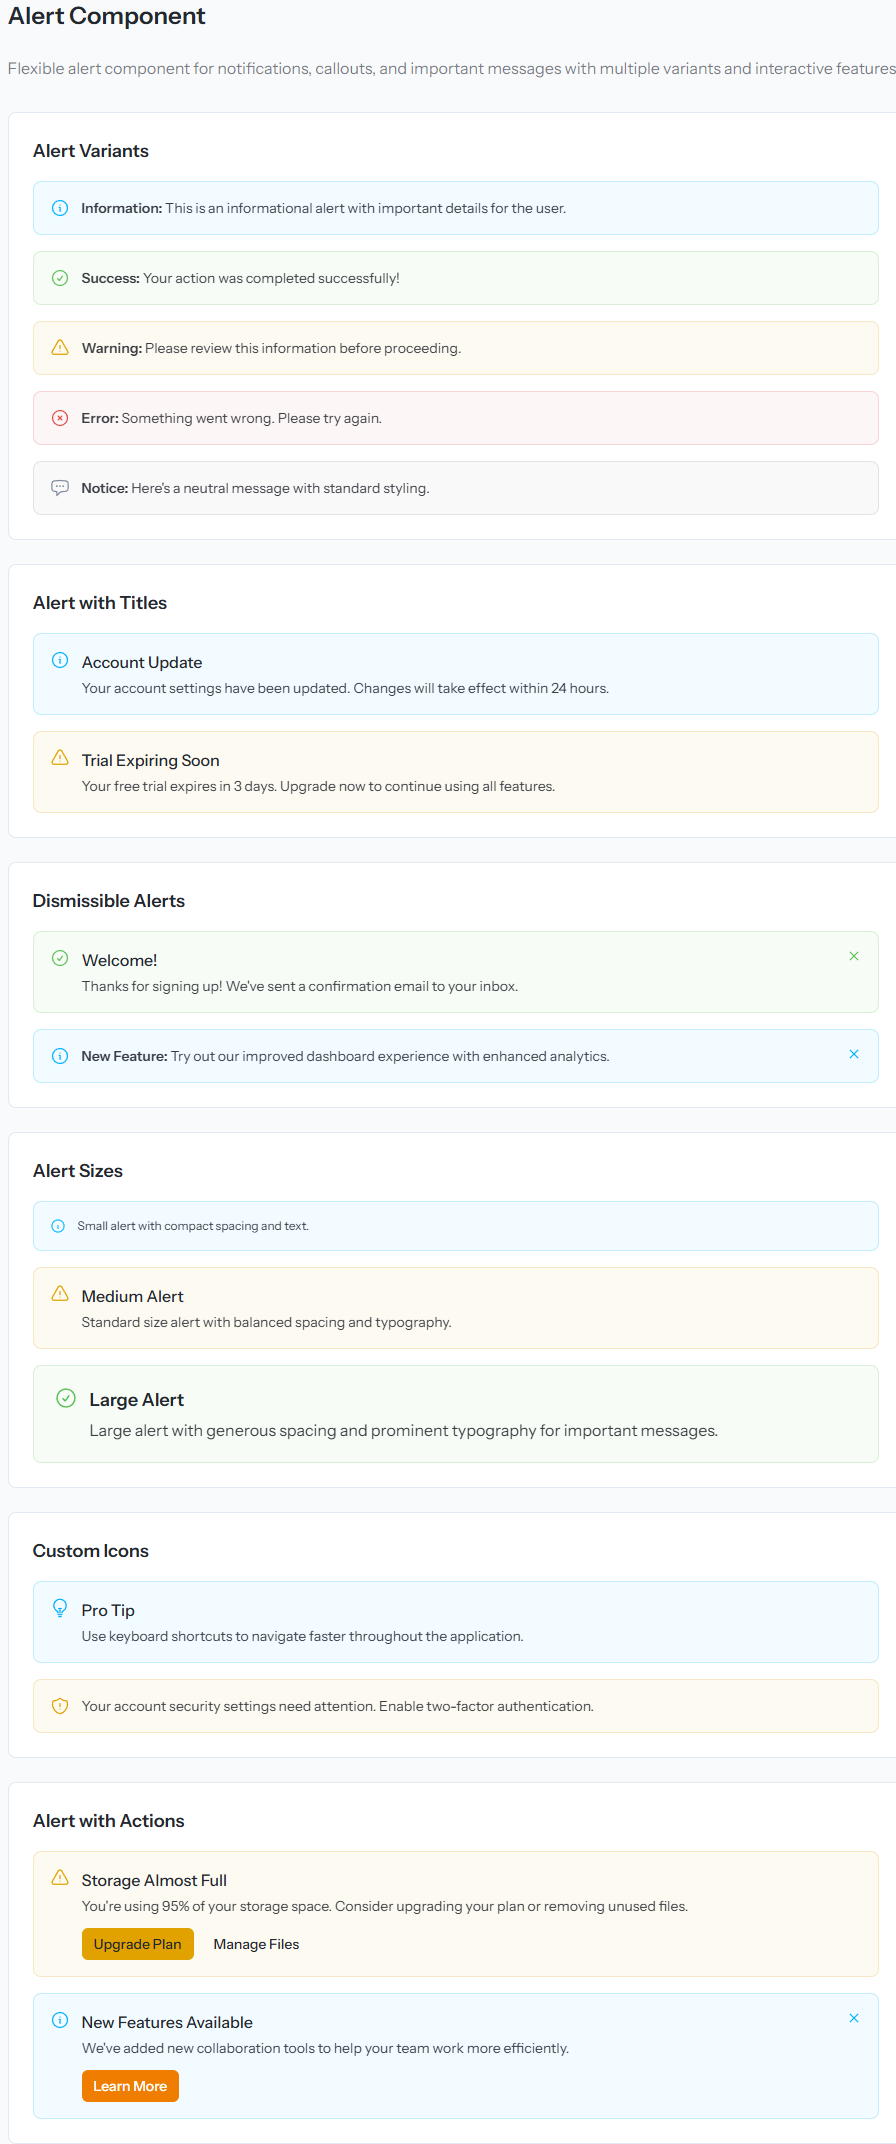 Alert Component
Flexible alert component for notifications, callouts, and important messages with multiple variants and interactive features
Alert Variants
Information: This is an informational alert with important details for the user.
Success: Your action was completed successfully!
Warning: Please review this information before proceeding.
Error: Something went wrong. Please try again.
Notice: Here's a neutral message with standard styling.
Alert with Titles
Account Update
Your account settings have been updated. Changes will take effect within 24 hours.
Trial Expiring Soon
Your free trial expires in 3 days. Upgrade now to continue using all features.
Dismissible Alerts
Welcome!
Thanks for signing up! We've sent a confirmation email to your inbox.
New Feature: Try out our improved dashboard experience with enhanced analytics.
Alert Sizes
Small alert with compact spacing and text.
Medium Alert
Standard size alert with balanced spacing and typography.
Large Alert
Large alert with generous spacing and prominent typography for important messages.
Custom Icons
Pro Tip
Use keyboard shortcuts to navigate faster throughout the application.
Your account security settings need attention. Enable two-factor authentication.
Alert with Actions
Storage Almost Full
You're using 95% of your storage space. Consider upgrading your plan or removing unused files.
Upgrade Plan Manage Files
New Features Available
We've added new collaboration tools to help your team work more efficiently.
Learn More